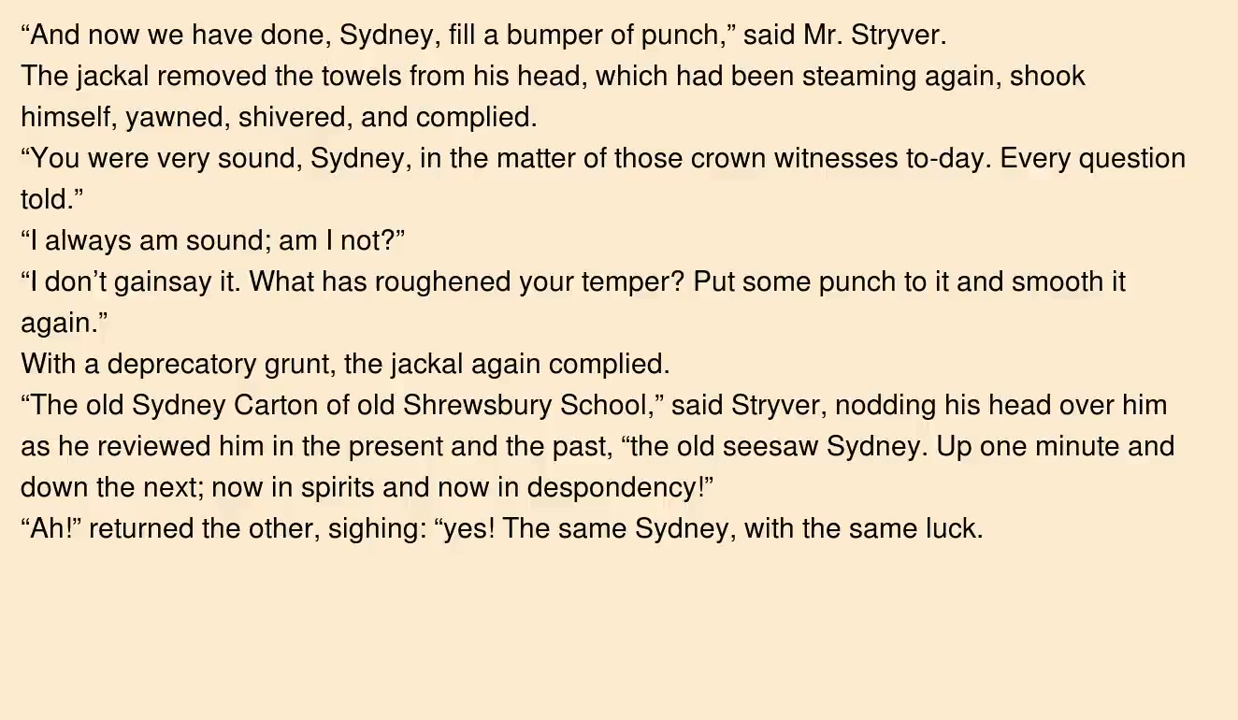 “And now we have done, Sydney, fill a bumper of punch,” said Mr. Stryver.
The jackal removed the towels from his head, which had been steaming again, shook
himself, yawned, shivered, and complied.
“You were very sound, Sydney, in the matter of those crown witnesses to-day. Every question
told.”
“I always am sound; am I not?”
“I don’t gainsay it. What has roughened your temper? Put some punch to it and smooth it
again.”
With a deprecatory grunt, the jackal again complied.
“The old Sydney Carton of old Shrewsbury School,” said Stryver, nodding his head over him
as he reviewed him in the present and the past, “the old seesaw Sydney. Up one minute and
down the next; now in spirits and now in despondency!”
“Ah!” returned the other, sighing: “yes! The same Sydney, with the same luck.